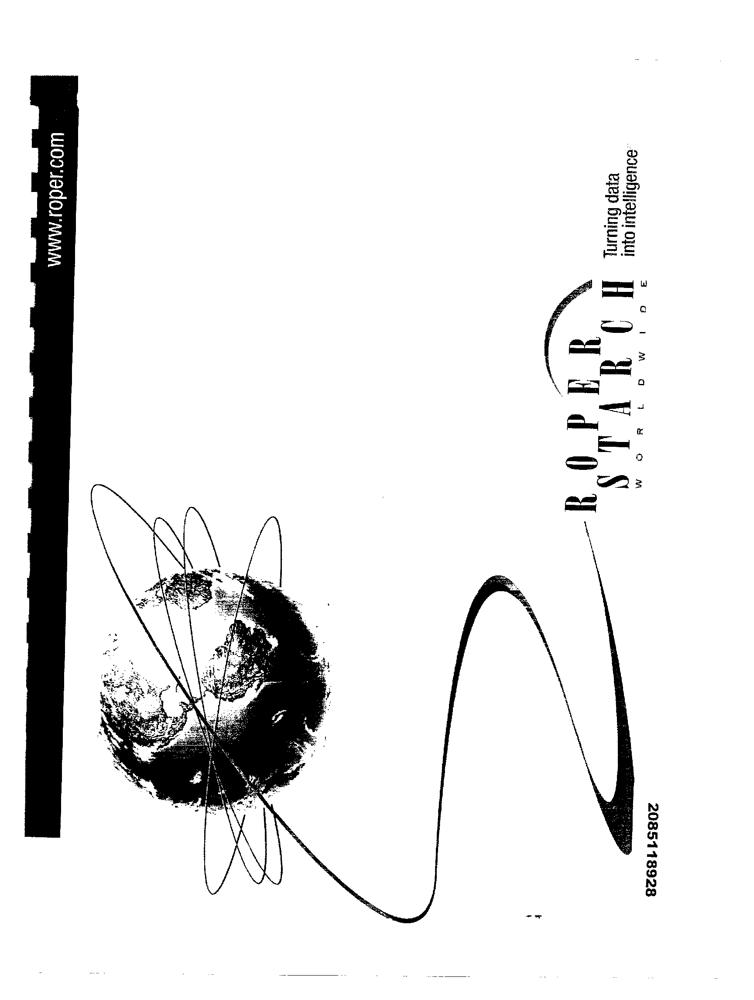 www.roper.com
ROPER
STARCH
WORLDWIDE
Turning data
into intelligence
2085118928